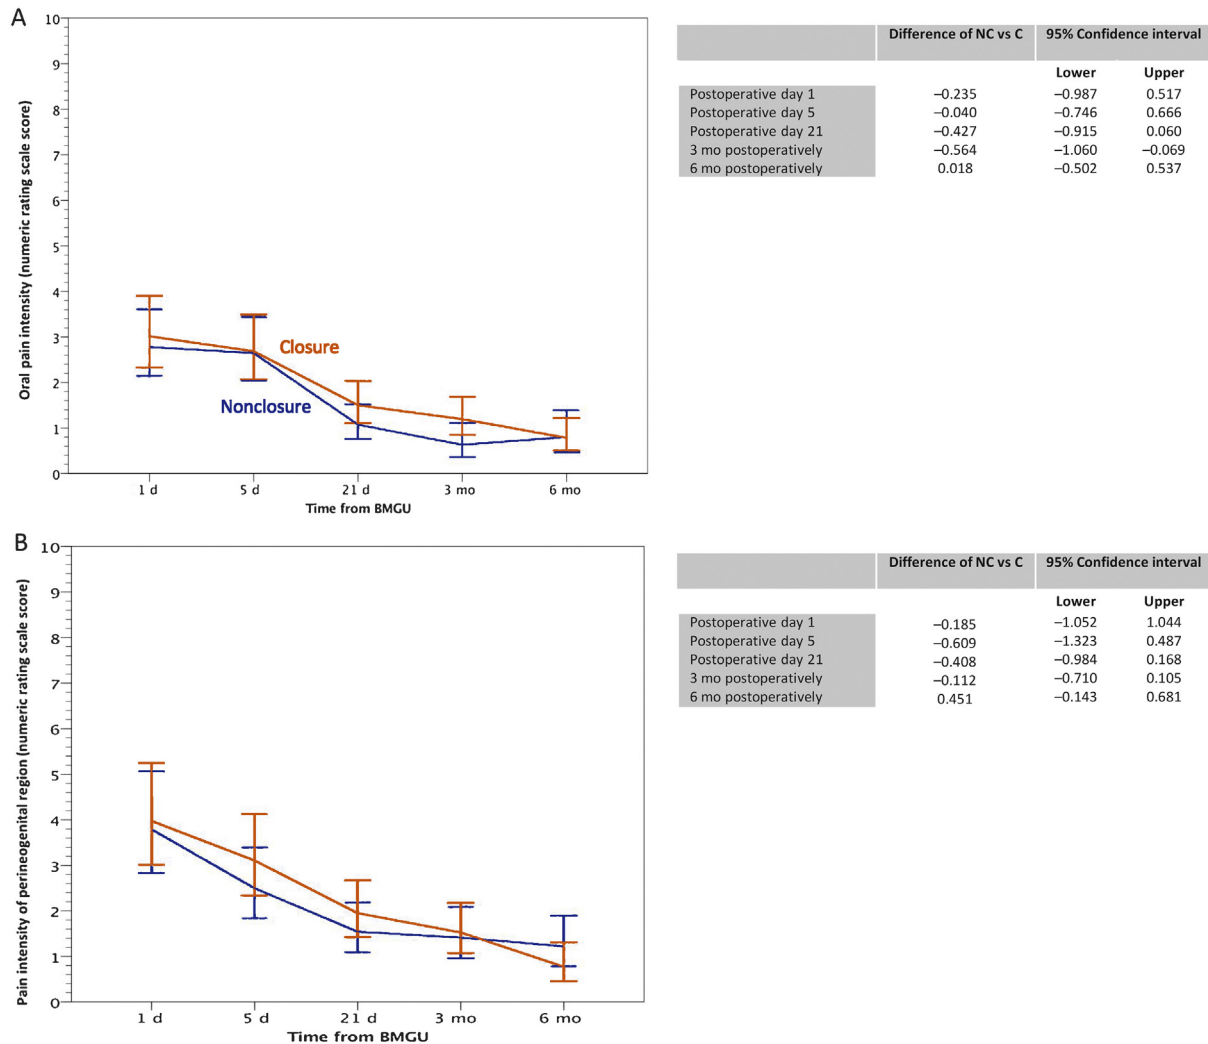 A
10
9
8
7
6
5
4
3
2
1
0
Oral pain intensity (numeric rating scale score)
Closure
Nonclosure
1 d 5 d 21 d 3 mo 6 mo
Time from BMGU
Difference of NC vs C 95% Confidence interval
Lower Upper
Postoperative day 1 −0.235 −0.987 0.517
Postoperative day 5 −0.040 −0.746 0.666
Postoperative day 21 −0.427 −0.915 0.060
3 mo postoperatively −0.564 −1.060 −0.069
6 mo postoperatively 0.018 −0.502 0.537
B
10
9
8
7
6
5
4
3
2
1
0
Pain intensity of perineogenital region (numeric rating scale score)
1 d 5 d 21 d 3 mo 6 mo
Time from BMGU
Difference of NC vs C 95% Confidence interval
Lower Upper
Postoperative day 1 −0.185 −1.052 1.044
Postoperative day 5 −0.609 −1.323 0.487
Postoperative day 21 −0.408 −0.984 0.168
3 mo postoperatively −0.112 −0.710 0.105
6 mo postoperatively 0.451 −0.143 0.681